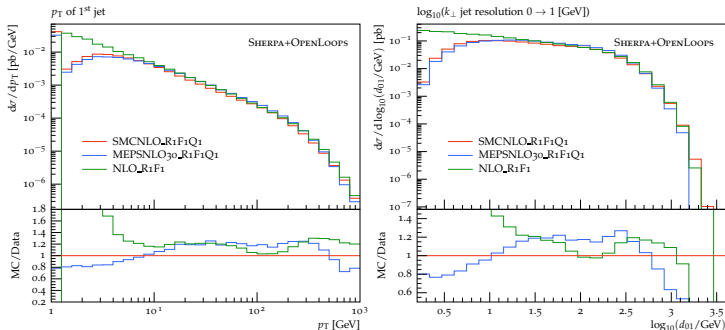 pT of 1st jet
SHERPA+OPENLOOPS
dσ/dpT [pb/GeV]
10−2
10−3
10−4
10−5
10−6
SMCNLO_R1F1Q1
MEPSNLO30_R1F1Q1
NLO_R1F1
MC/Data
1.8
1.6
1.4
1.2
1
0.8
0.6
0.4
0.2
1
10 1
10 2
10 3
pT [GeV]
log10(k⊥ jet resolution 0 → 1 [GeV])
SHERPA+OPENLOOPS
dσ/d log10(d01/GeV) [pb]
10−1
10−2
10−3
10−4
10−5
10−6
10−7
SMCNLO_R1F1Q1
MEPSNLO30_R1F1Q1
NLO_R1F1
MC/Data
1.4
1.2
1
0.8
0.6
0.5
1
1.5
2
2.5
3
3.5
log10(d01/GeV)